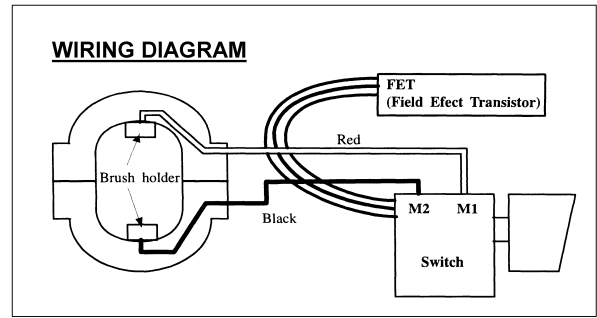 WIRING DIAGRAM
FET
(Field Efect Transistor)
Red
Brush holder
Black
M2 M1
Switch